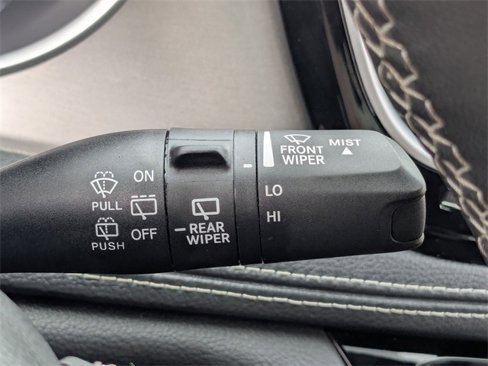 ON
PULL
OFF
PUSH
REAR
WIPER
FRONT
WIPER
MIST
LO
HI